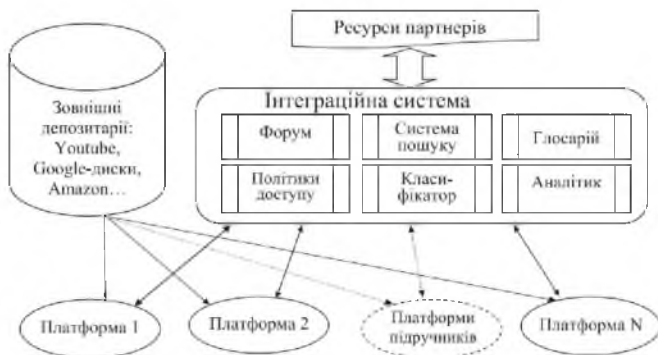 Ресурси партнерів
Зовнішні
депозитарії:
Youtube,
Google-диски,
Amazon…
Інтеграційна система
Форум
Система
пошуку
Глосарій
Політики
доступу
Класи-
фікатор
Аналітик
Платформа 1
Платформа 2
Платформи
підручників
Платформа N